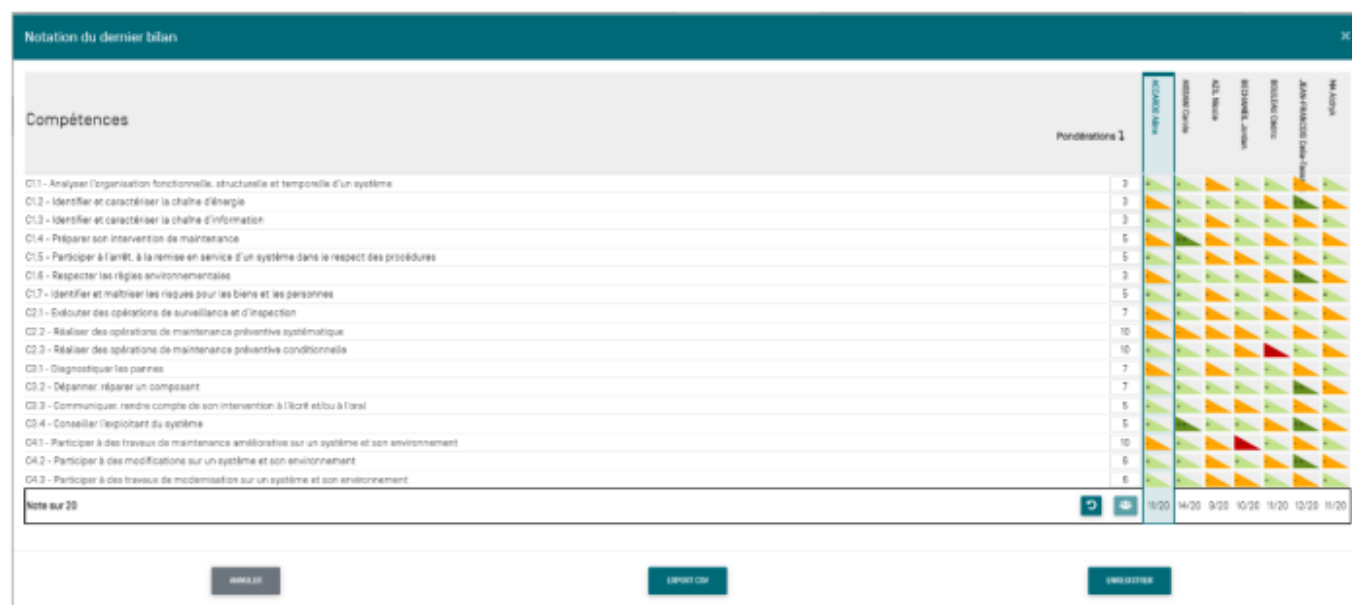 Notation du dernier bilan
×
Compétences
Pondérations
ACCARDO Aline
AZIL Nicole
BECHAMEIL Jordan
BOULEAU Cédric
C1.1 - Analyser l'organisation fonctionnelle, structurelle et temporelle d'un système 3
C1.2 - Identifier et caractériser la chaîne d'énergie 3
C1.3 - Identifier et caractériser la chaîne d'information 3
C1.4 - Préparer son intervention de maintenance 5
C1.5 - Participer à l'arrêt, à la remise en service d'un système dans le respect des procédures 5
C1.6 - Respecter les règles environnementales 3
C1.7 - Identifier et maîtriser les risques pour les biens et les personnes 5
C2.1 - Exécuter des opérations de surveillance et d'inspection 7
C2.2 - Réaliser des opérations de maintenance préventive systématique 10
C2.3 - Réaliser des opérations de maintenance préventive conditionnelle 10
C3.1 - Diagnostiquer les pannes 7
C3.2 - Dépanner, réparer un composant 7
C3.3 - Communiquer, rendre compte de son intervention à l'écrit et/ou à l'oral 5
C3.4 - Conseiller l'exploitant du système 5
C4.1 - Participer à des travaux de maintenance améliorative sur un système et son environnement 10
C4.2 - Participer à des modifications sur un système et son environnement
C4.3 - Participer à des travaux de modernisation sur un système et son environnement
Note sur 20 11/20 14/20 9/20 10/20 11/20 12/20 11/20
ANNULER EXPORT CSV ENREGISTRER